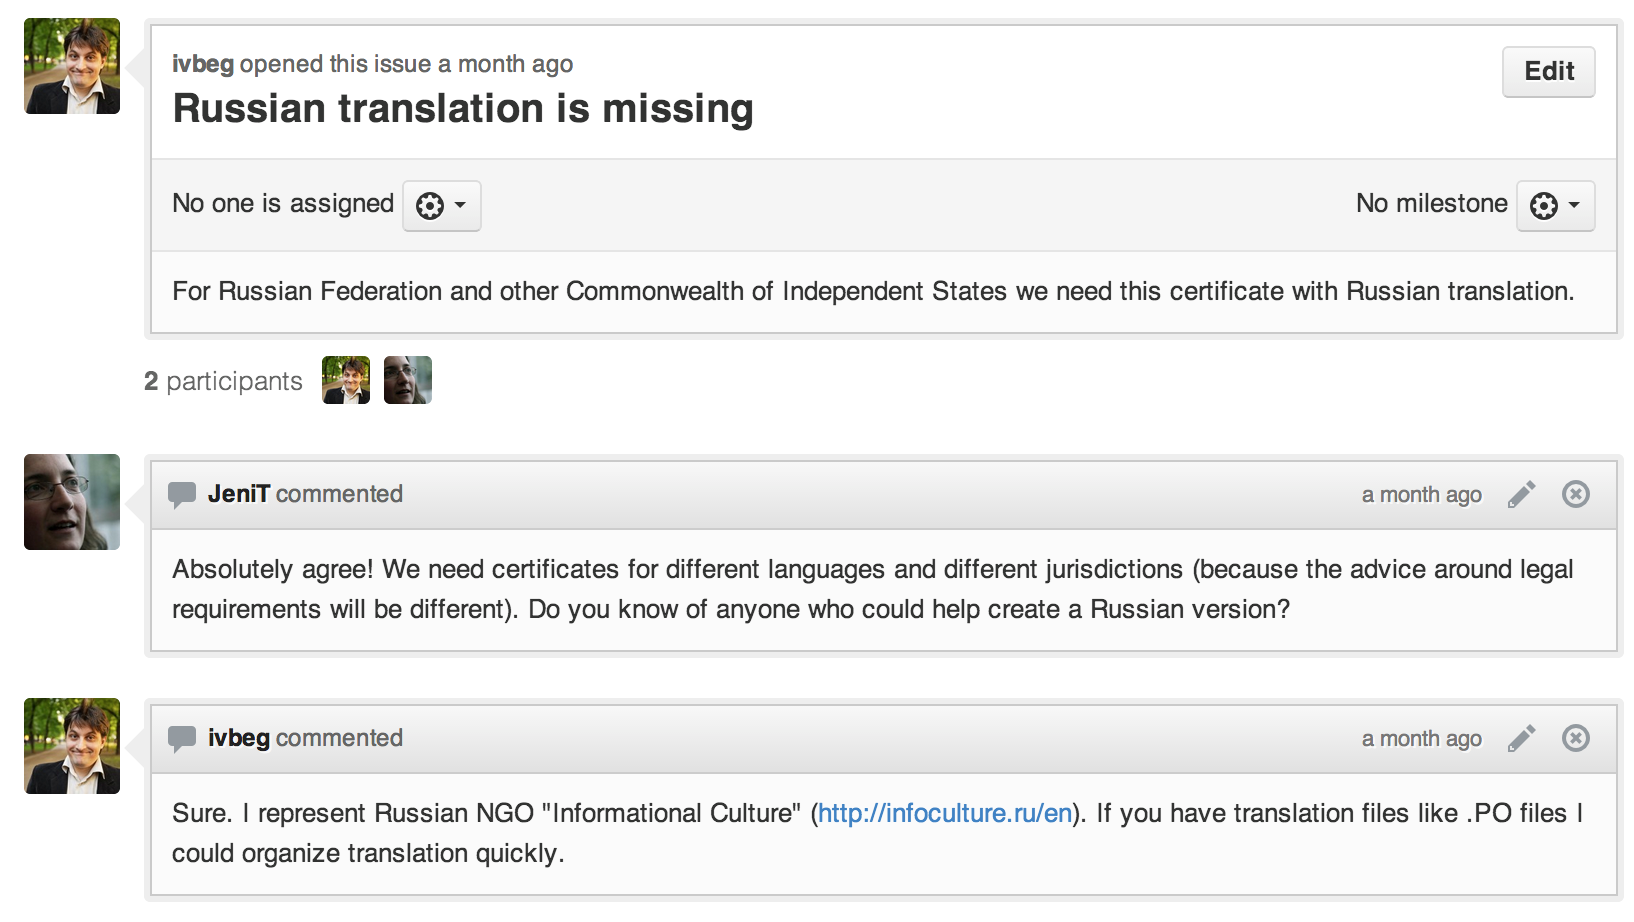 ivbeg opened this issue a month ago
Edit
Russian translation is missing
No one is assigned
No milestone
For Russian Federation and other Commonwealth of Independent States we need this certificate with Russian translation.
2 participants
JeniT commented
a month ago
Absolutely agree! We need certificates for different languages and different jurisdictions (because the advice around legal
requirements will be different). Do you know of anyone who could help create a Russian version?
ivbeg commented
a month ago
Sure. I represent Russian NGO "Informational Culture" (http://infoculture.ru/en). If you have translation files like .PO files I
could organize translation quickly.